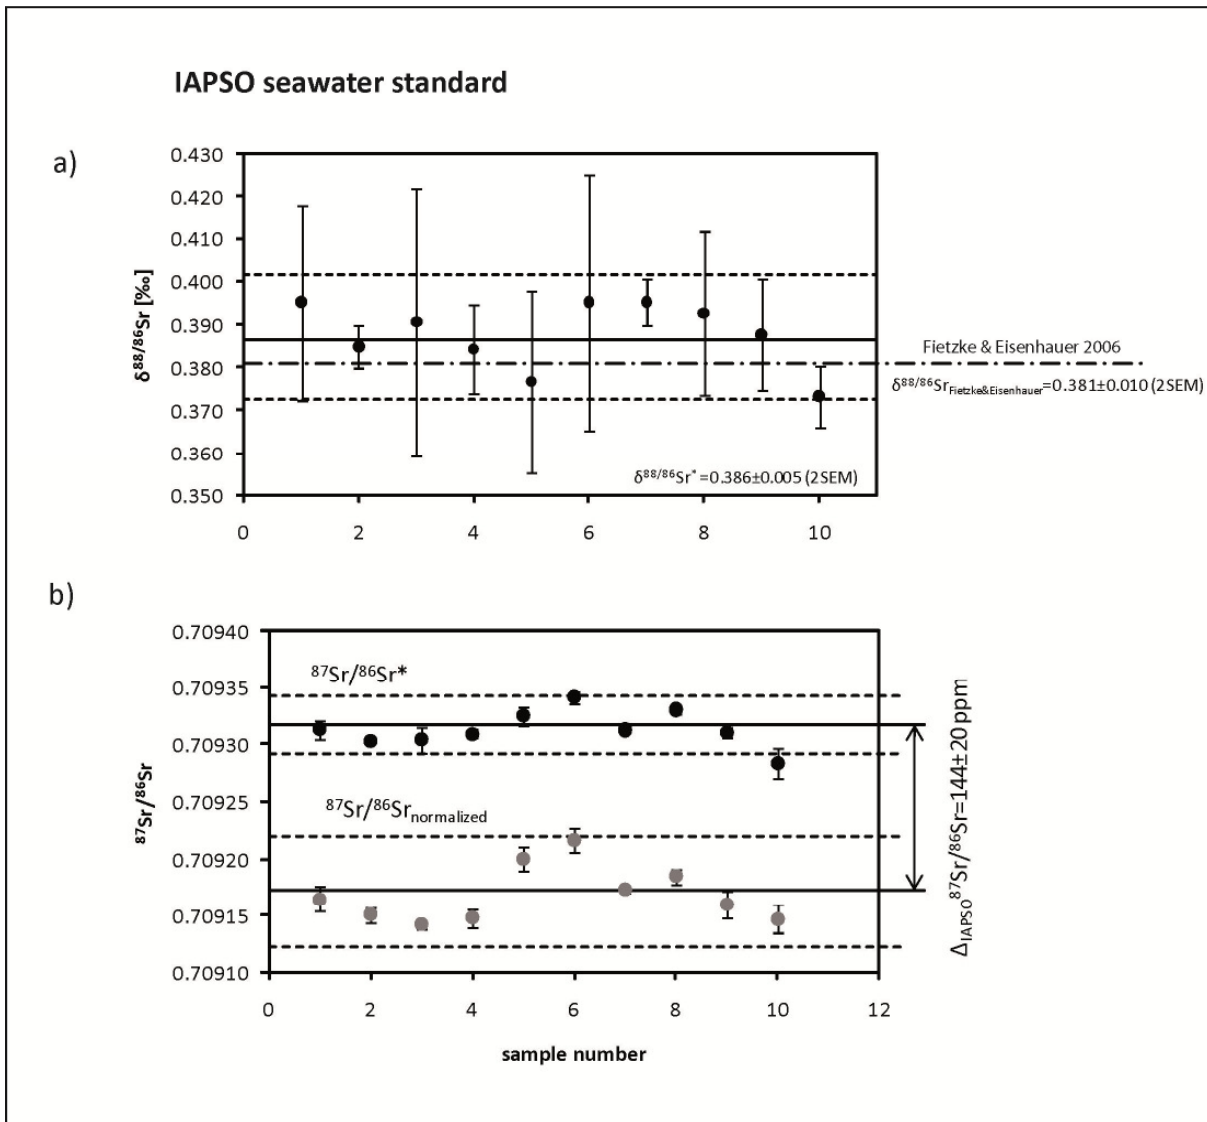 IAPSO seawater standard
a)
δ⁸⁸/⁸⁶Sr [‰]
0.430
0.420
0.410
0.400
0.390
0.380
0.370
0.360
0.350
0 2 4 6 8 10
Fietzke & Eisenhauer 2006
δ⁸⁸/⁸⁶Sr_Fietzke&Eisenhauer=0.381±0.010 (2SEM)
δ⁸⁸/⁸⁶Sr* =0.386±0.005 (2SEM)
b)
⁸⁷Sr/⁸⁶Sr
0.70940
0.70935
0.70930
0.70925
0.70920
0.70915
0.70910
⁸⁷Sr/⁸⁶Sr*
⁸⁷Sr/⁸⁶Sr_normalized
Δ_IAPSO⁸⁷Sr/⁸⁶Sr=144±20 ppm
0 2 4 6 8 10 12
sample number